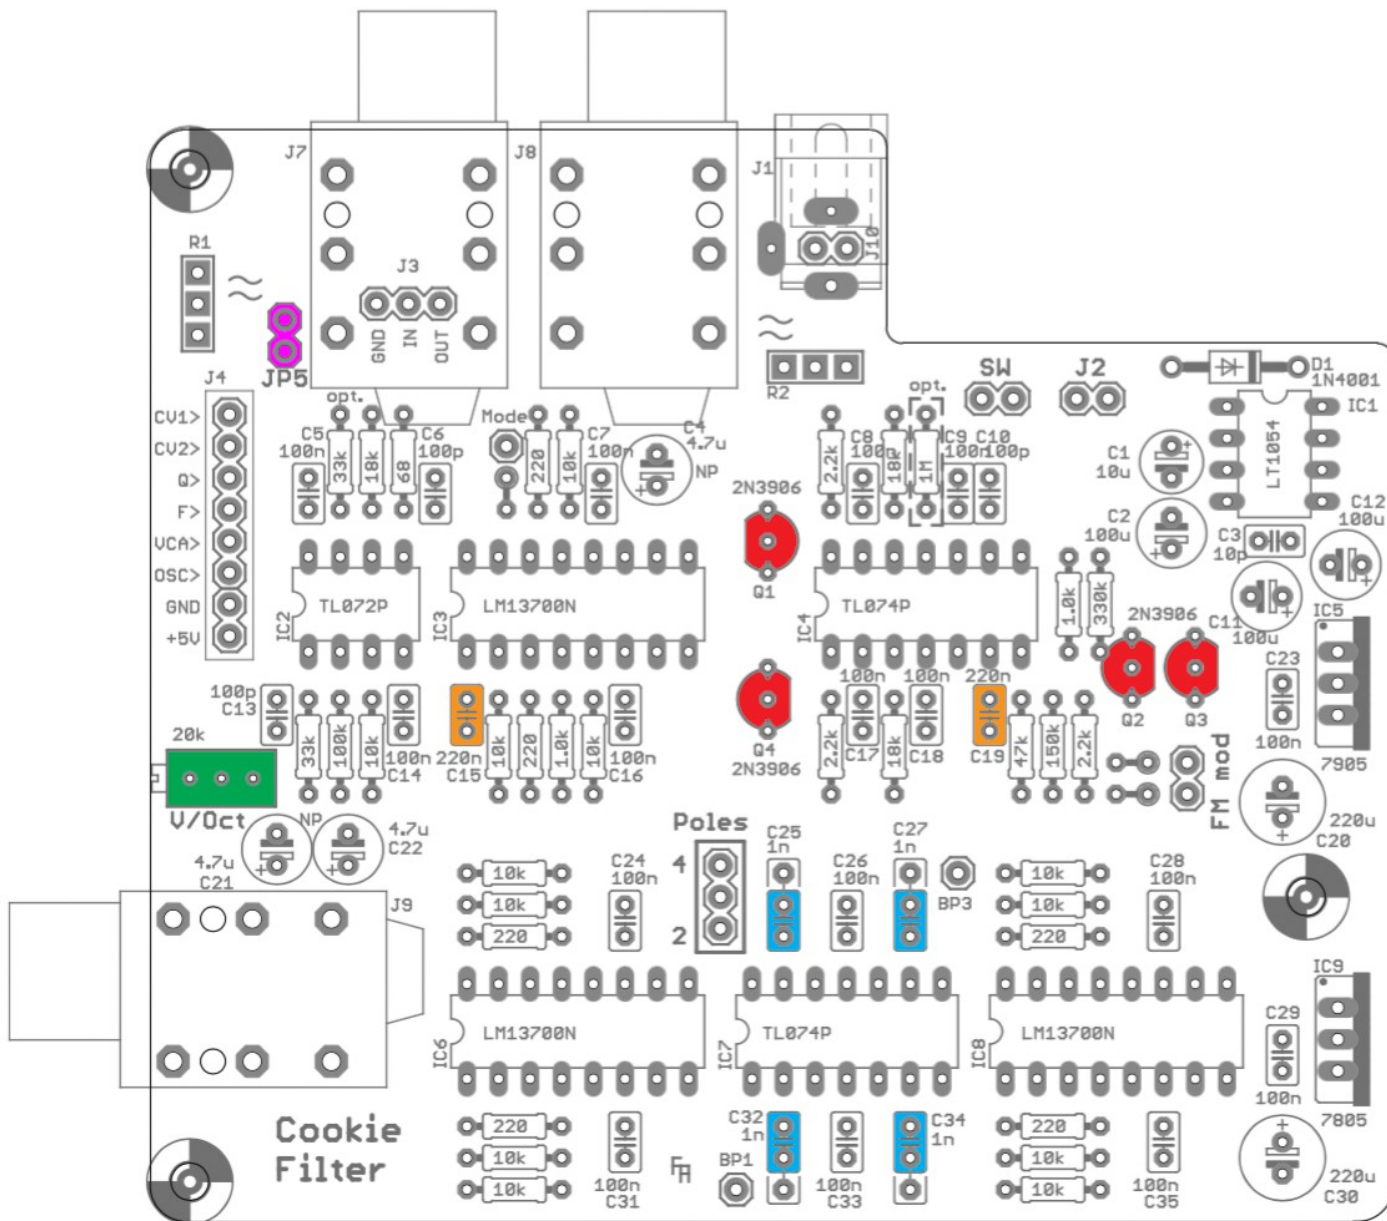 J7
J8
J1
R1
J3
J10
GND
IN
OUT
JP5
R2
SW
J2
D1
1N4001
IC1
LT1054
J4
CV1>
CV2>
Q>
F>
VCA>
OSC>
GND
+5V
opt.
C5
100n
33k
18k
68
C6
100p
Mode
220
10k
C7
100n
C4
4.7u
NP
+
opt.
2.2k
C8
100n
18k
1M
C9
100n
C10
100p
C1
10u
+
C2
100u
+
C3
10p
C12
100u
+
2N3906
Q1
IC2
TL072P
IC3
LM13700N
IC4
TL074P
1.0k
330k
C11
100u
+
IC5
2N3906
Q2
Q3
C23
100n
7905
100p
C13
33k
100k
10k
100n
C14
220n
C15
10k
220
1.0k
10k
100n
C16
Q4
2N3906
100n
100n
220n
2.2k
C17
18k
C18
C19
47k
150k
2.2k
FM mod
20k
V/Oct
NP
4.7u
C22
+
4.7u
C21
+
220u
C20
+
Poles
4
2
C25
1n
C27
1n
C24
100n
C26
100n
C28
100n
BP3
10k
10k
220
10k
10k
220
J9
IC6
LM13700N
IC7
TL074P
IC8
LM13700N
IC9
C29
100n
7805
Cookie
Filter
220
10k
10k
100n
C31
FA
BP1
C32
1n
100n
C33
C34
1n
220
10k
10k
100n
C35
+
220u
C30